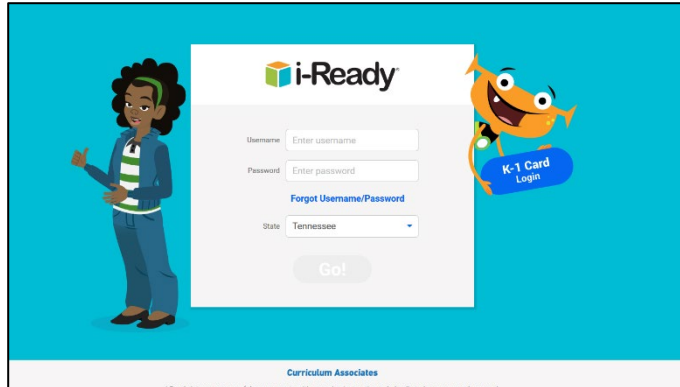 i-Ready
Username Enter username
Password Enter password
K-1 Card
Login
Forgot Username/Password
State Tennessee
Go!
Curriculum Associates